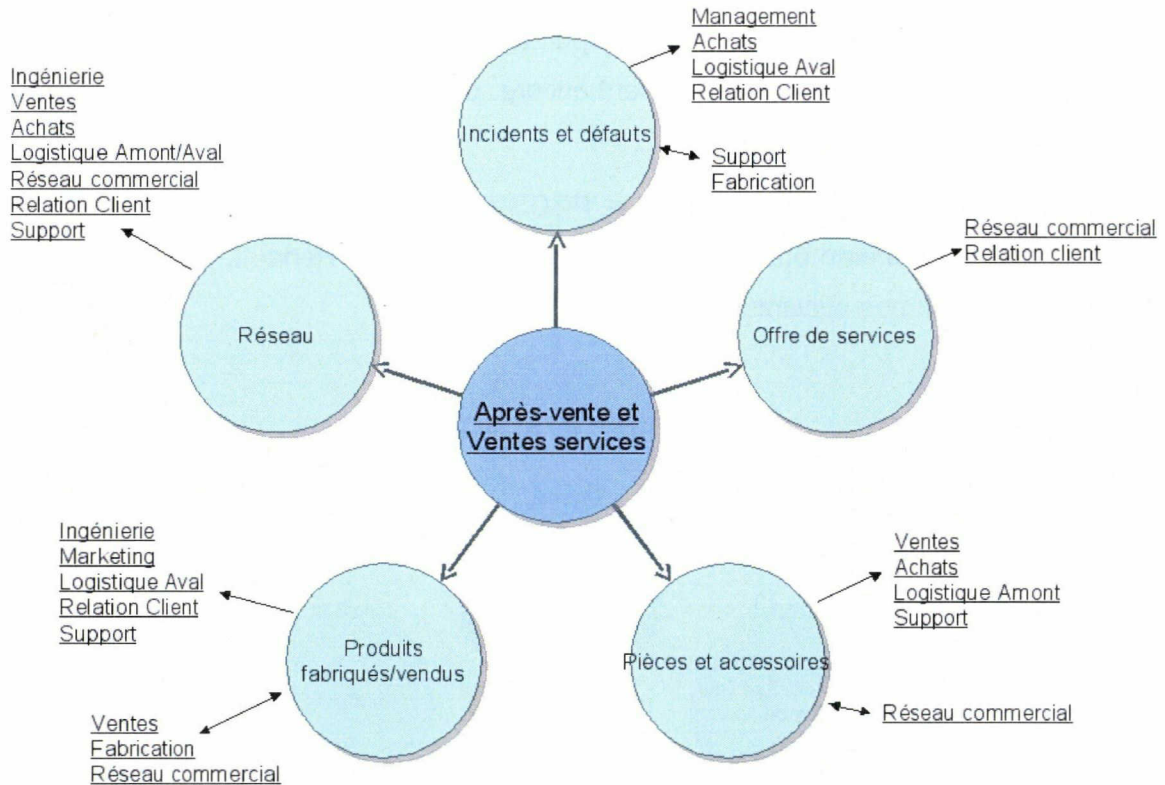 Management
Achats
Logistique Aval
Relation Client
Incidents et défauts
Support
Fabrication
Ingénierie
Ventes
Achats
Logistique Amont/Aval
Réseau commercial
Relation Client
Support
Réseau
Réseau commercial
Relation client
Offre de services
Après-vente et
Ventes services
Ingénierie
Marketing
Logistique Aval
Relation Client
Support
Produits
fabriqués/vendus
Ventes
Fabrication
Réseau commercial
Ventes
Achats
Logistique Amont
Support
Pièces et accessoires
Réseau commercial